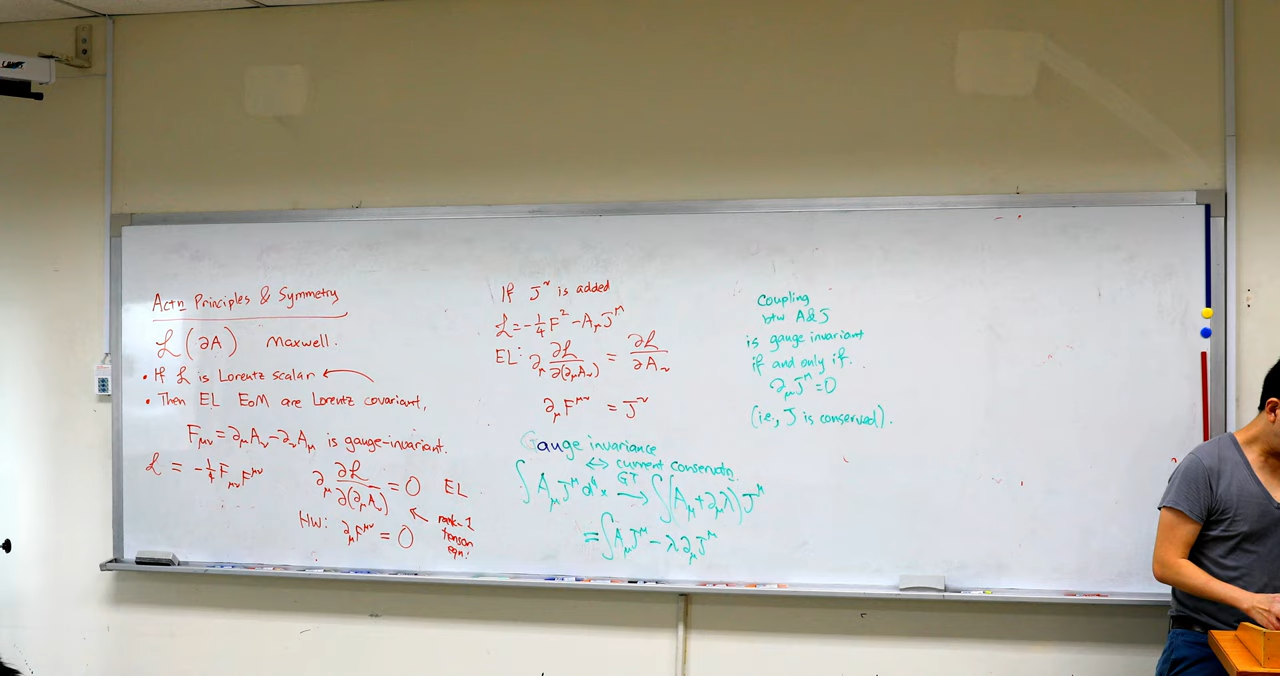 Actn Principles & Symmetry
ℒ(∂A) Maxwell.
• If ℒ is Lorentz scalar ←
• Then EL EoM are Lorentz covariant,
F_μν = ∂_μ A_ν - ∂_ν A_μ is gauge-invariant.
ℒ = -1/4 F_μν F^μν
∂_μ ∂ℒ/∂(∂_μ A_ν) = 0 EL
HW: ∂_μ F^μν = 0
rank-1
tensor
eqn.
If J^ν is added
ℒ = -1/4 F² - A_μ J^μ
EL: ∂_μ ∂ℒ/∂(∂_μ A_ν) = ∂ℒ/∂A_ν
∂_μ F^μν = J^ν
Gauge invariance
↔ current conservatn
∫ A_μ J^μ d⁴x →^GT ∫ (A_μ + ∂_μ λ) J^μ
= ∫ A_μ J^μ - λ ∂_μ J^μ
Coupling
btw A & J
is gauge invariant
if and only if.
∂_μ J^μ = 0
(i.e., J is conserved).